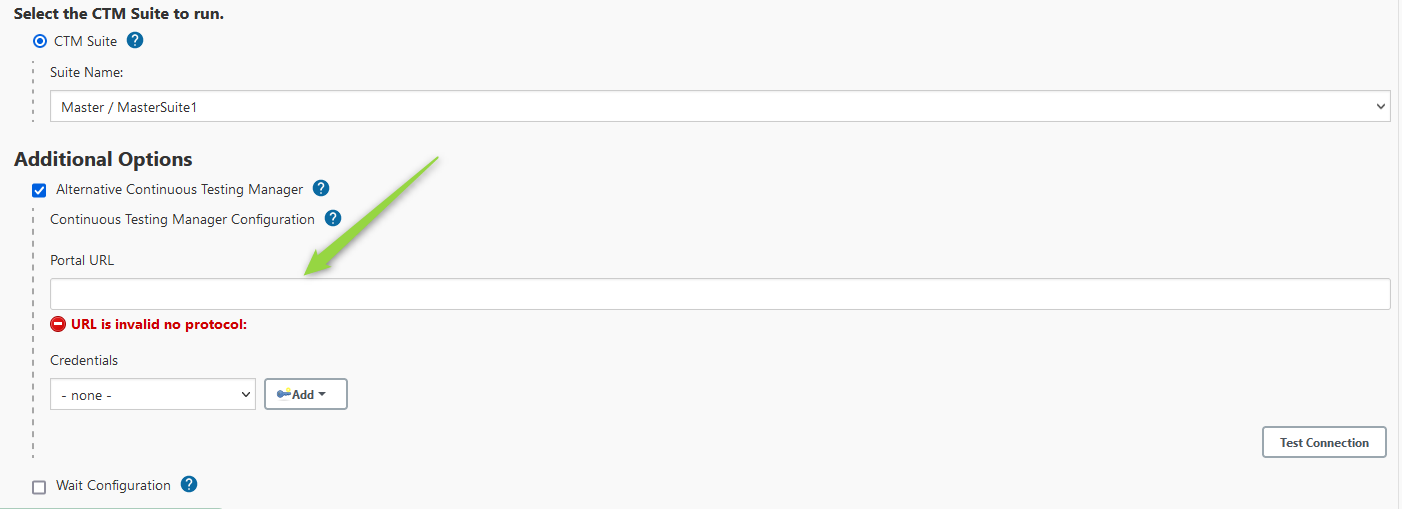 Select the CTM Suite to run.
CTM Suite ?
Suite Name:
Master / MasterSuite1
Additional Options
Alternative Continuous Testing Manager ?
Continuous Testing Manager Configuration ?
Portal URL
URL is invalid no protocol:
Credentials
- none - Add
Test Connection
Wait Configuration ?